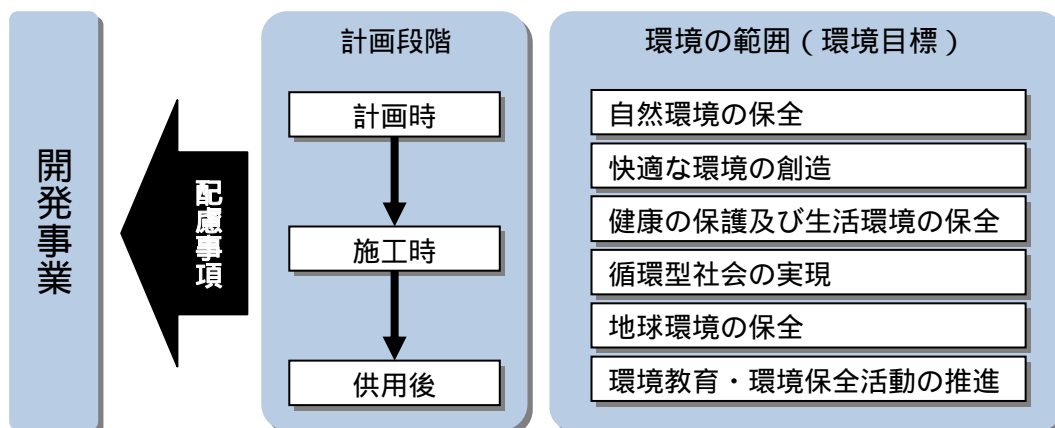 開発事業
配慮事項
計画段階
計画時
施工時
供用後
環境の範囲（環境目標）
自然環境の保全
快適な環境の創造
健康の保護及び生活環境の保全
循環型社会の実現
地球環境の保全
環境教育・環境保全活動の推進